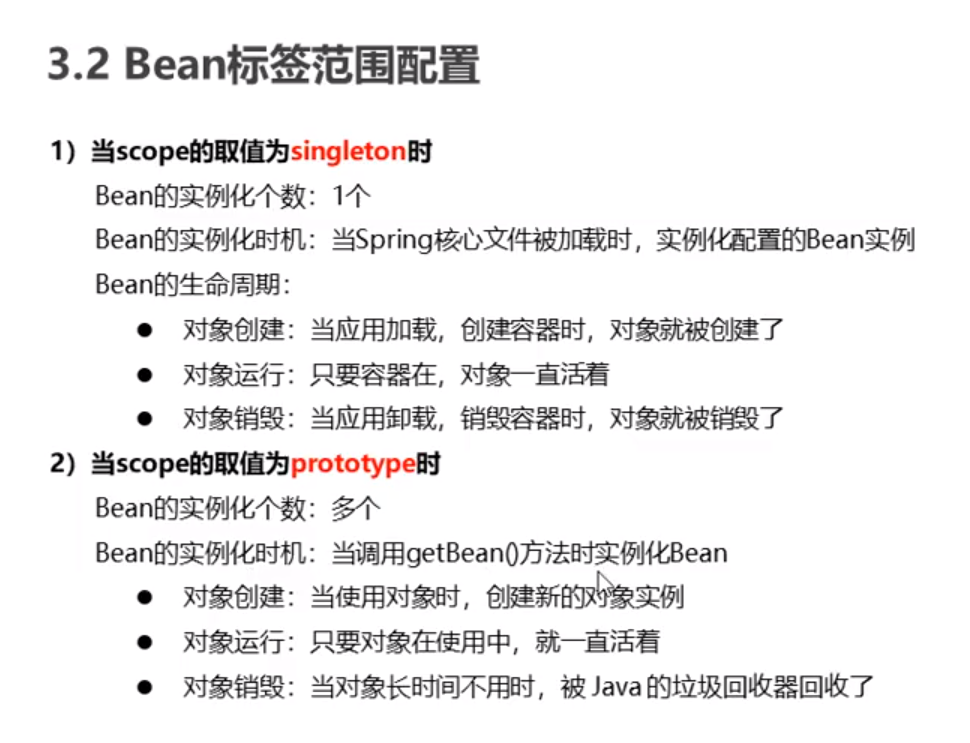 3.2 Bean标签范围配置
1）当scope的取值为singleton时
Bean的实例化个数：1个
Bean的实例化时机：当Spring核心文件被加载时，实例化配置的Bean实例
Bean的生命周期：
● 对象创建：当应用加载，创建容器时，对象就被创建了
● 对象运行：只要容器在，对象一直活着
● 对象销毁：当应用卸载，销毁容器时，对象就被销毁了
2）当scope的取值为prototype时
Bean的实例化个数：多个
Bean的实例化时机：当调用getBean()方法时实例化Bean
● 对象创建：当使用对象时，创建新的对象实例
● 对象运行：只要对象在使用中，就一直活着
● 对象销毁：当对象长时间不用时，被 Java 的垃圾回收器回收了